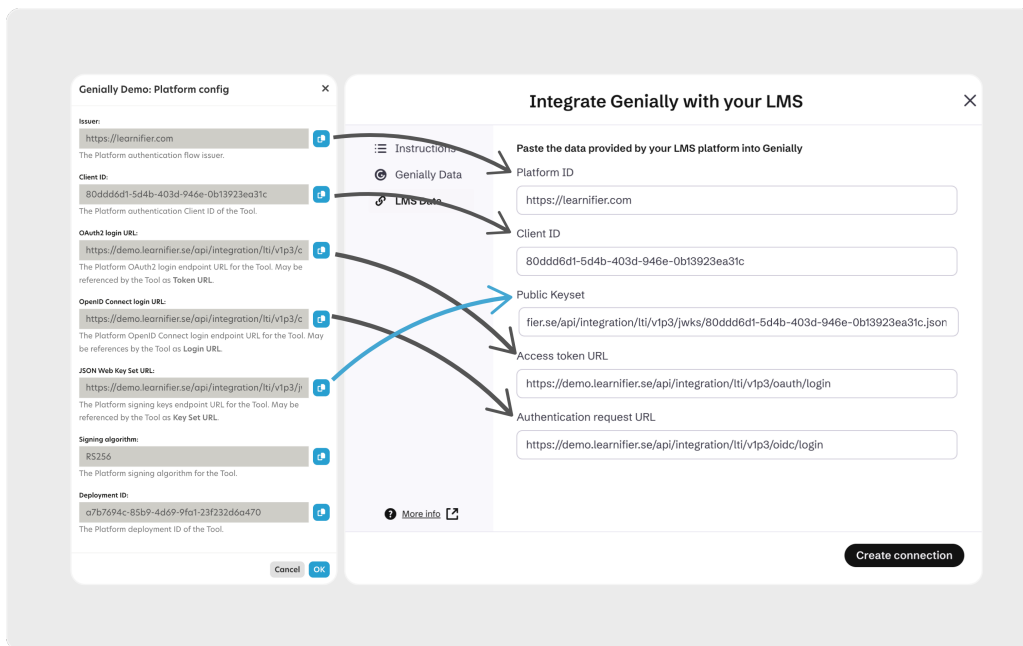 Genially Demo: Platform config
Issuer:
https://learnifier.com
The Platform authentication flow issuer.
Client ID:
80ddd6d1-5d4b-403d-946e-0b13923ea31c
The Platform authentication Client ID of the Tool.
OAuth2 login URL:
https://demo.learnifier.se/api/integration/lti/v1p3/c
The Platform OAuth2 login endpoint URL for the Tool. May be
referenced by the Tool as Token URL.
OpenID Connect login URL:
https://demo.learnifier.se/api/integration/lti/v1p3/c
The Platform OpenID Connect login endpoint URL for the Tool. May
be references by the Tool as Login URL.
JSON Web Key Set URL:
https://demo.learnifier.se/api/integration/lti/v1p3/j
The Platform signing keys endpoint URL for the Tool. May be
referenced by the Tool as Key Set URL.
Signing algorithm:
RS256
The Platform signing algorithm for the Tool.
Deployment ID:
a7b7694c-85b9-4d69-9fa1-23f232d6a470
The Platform deployment ID of the Tool.
Cancel
OK
Integrate Genially with your LMS
Instructions
Genially Data
LMS Data
More info
Paste the data provided by your LMS platform into Genially
Platform ID
https://learnifier.com
Client ID
80ddd6d1-5d4b-403d-946e-0b13923ea31c
Public Keyset
fier.se/api/integration/lti/v1p3/jwks/80ddd6d1-5d4b-403d-946e-0b13923ea31c.json
Access token URL
https://demo.learnifier.se/api/integration/lti/v1p3/oauth/login
Authentication request URL
https://demo.learnifier.se/api/integration/lti/v1p3/oidc/login
Create connection